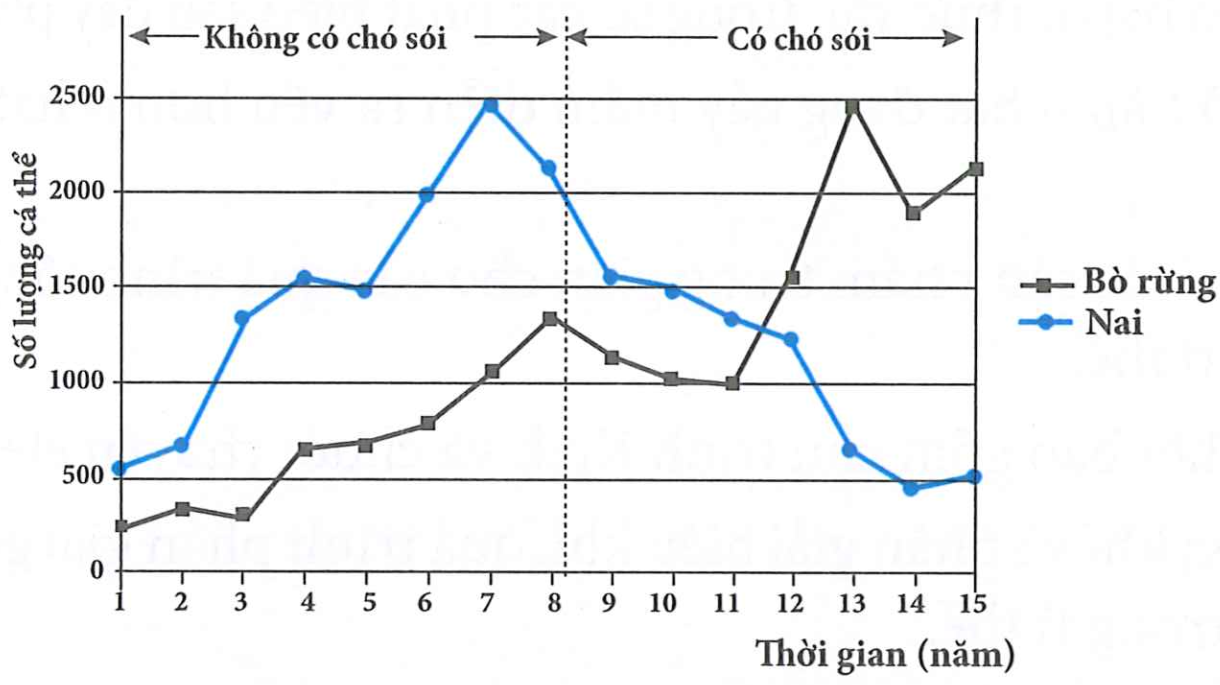 Không có chó sói
Có chó sói
Số lượng cá thể
2500
2000
1500
1000
500
0
1 2 3 4 5 6 7 8 9 10 11 12 13 14 15
Thời gian (năm)
Bò rừng
Nai